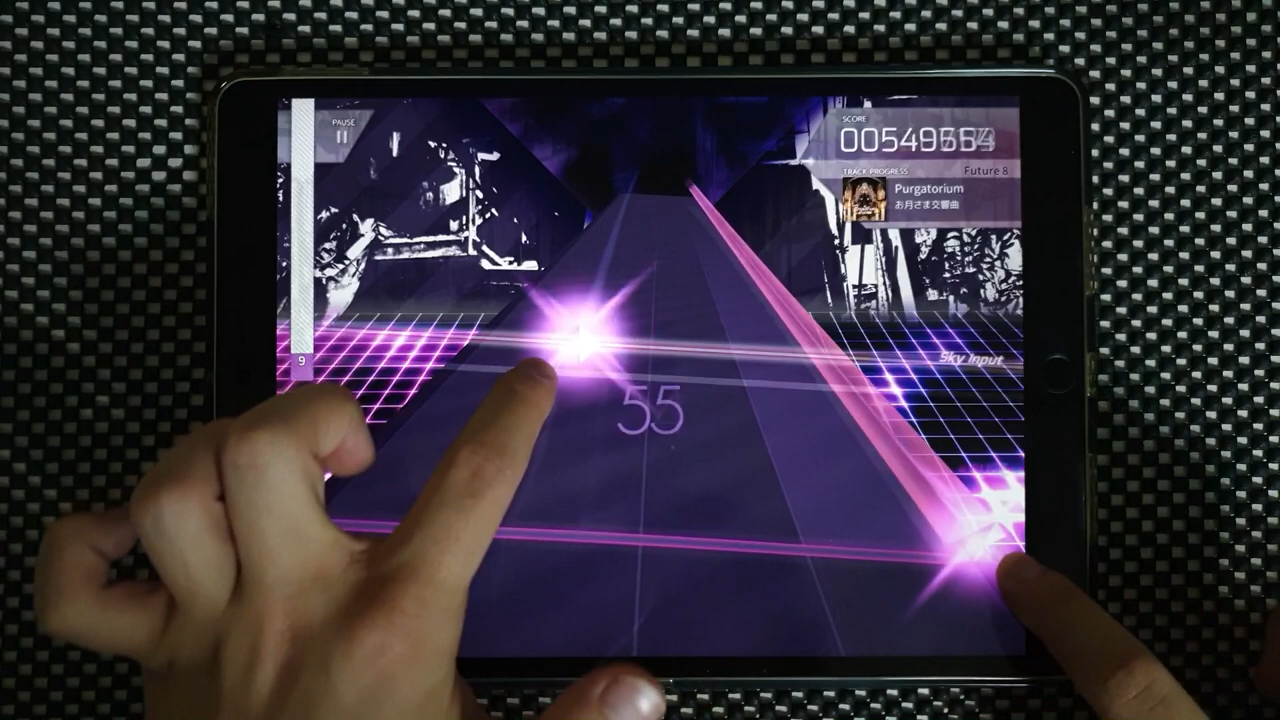 PAUSE
SCORE
TRACK PROGRESS
Future 8
Purgatorium
お月さま交響曲
9
Sky Input
55